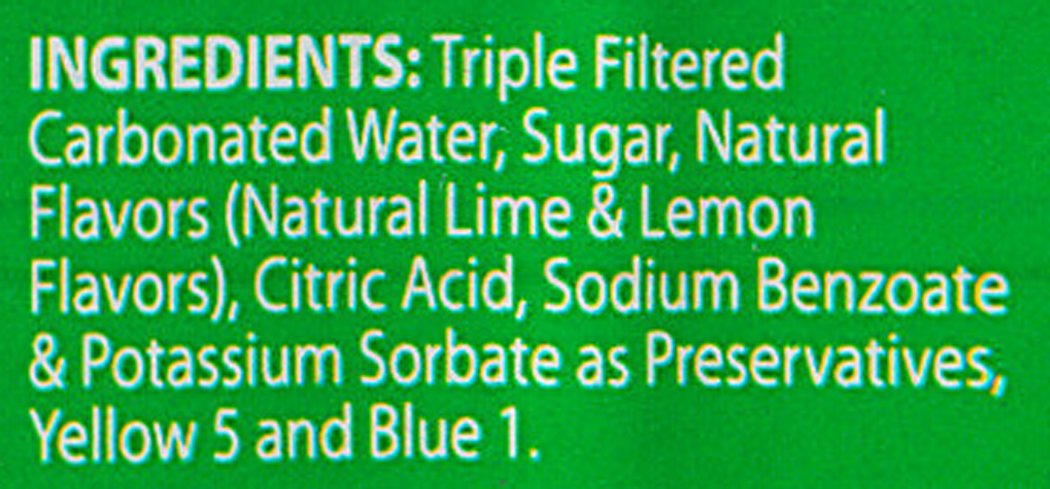 INGREDIENTS: Triple Filtered
Carbonated Water, Sugar, Natural
Flavors (Natural Lime & Lemon
Flavors), Citric Acid, Sodium Benzoate
& Potassium Sorbate as Preservatives,
Yellow 5 and Blue 1.